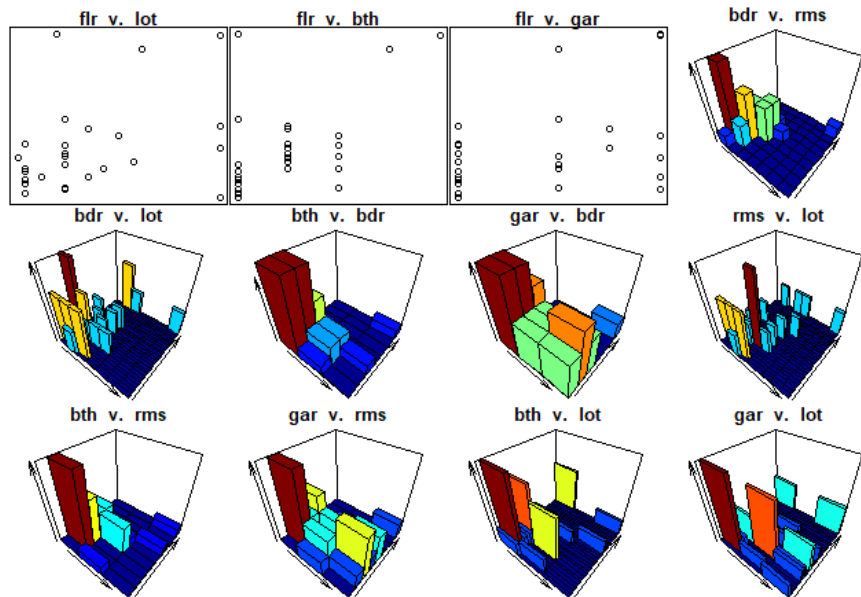 flr v. lot flr v. bth flr v. gar bdr v. rms
bdr v. lot bth v. bdr gar v. bdr rms v. lot
bth v. rms gar v. rms bth v. lot gar v. lot